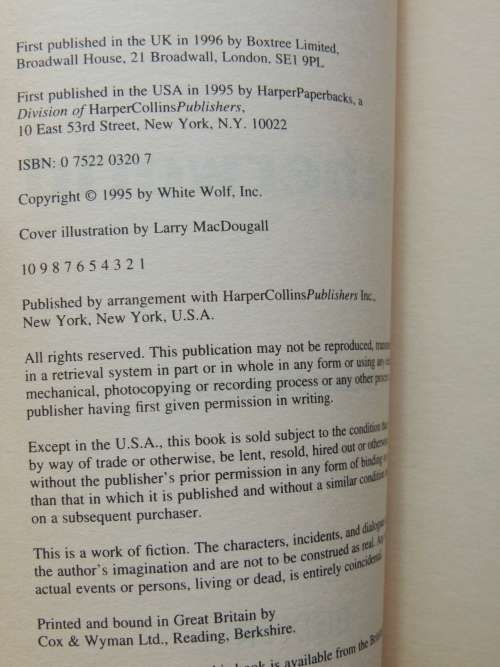 First published in the UK in 1996 by Boxtree Limited,
Broadwall House, 21 Broadwall, London. SE1 9PL
First published in the USA in 1995 by HarperPaperbacks, a
Division of HarperCollinsPublishers,
10 East 53rd Street, New York, N.Y. 10022
ISBN: 0 7522 0320 7
Copyright © 1995 by White Wolf, Inc.
Cover illustration by Larry MacDougall
10 9 8 7 6 5 4 3 2 1
Published by arrangement with HarperCollinsPublishers Inc.,
New York, New York, U.S.A.
All rights reserved. This publication may not be reproduced,
in a retrieval system in part or in whole in any form or using any
mechanical, photocopying or recording process or any other
publisher having first given permission in writing.
Except in the U.S.A., this book is sold subject to the condition
by way of trade or otherwise, be lent, resold, hired out or
without the publisher's prior permission in any form of binding
than that in which it is published and without a similar condition
on a subsequent purchaser.
This is a work of fiction. The characters, incidents, and
the author's imagination and are not to be construed as real.
actual events or persons, living or dead, is entirely coincidental.
Printed and bound in Great Britain by
Cox & Wyman Ltd., Reading, Berkshire.
book is available from the